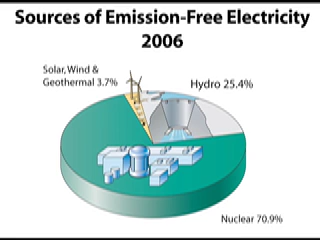 Sources of Emission-Free Electricity
2006
Solar, Wind &
Geothermal 3.7%
Hydro 25.4%
Nuclear 70.9%